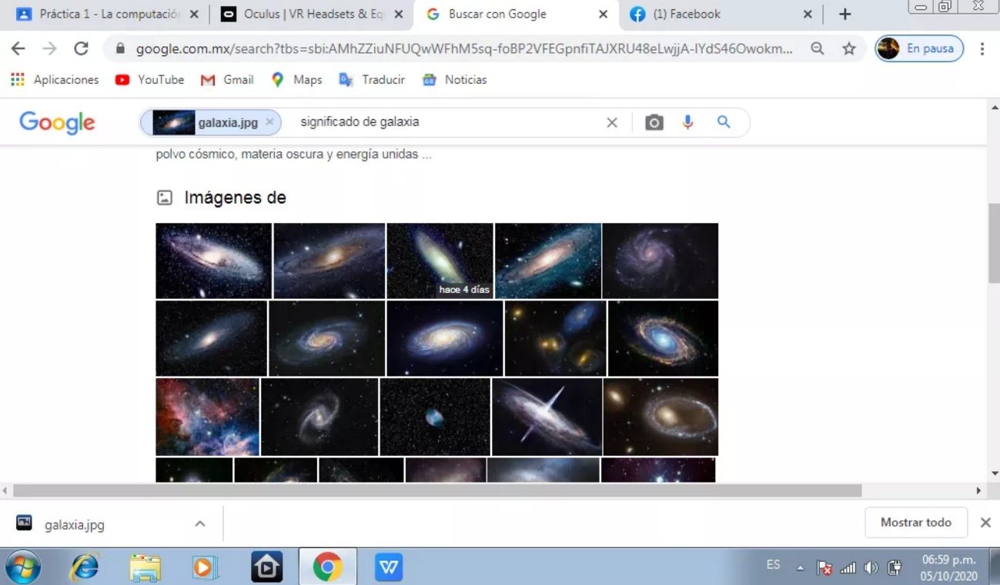 Práctica 1 - La computació
Oculus | VR Headsets & Eq
Buscar con Google
(1) Facebook
google.com.mx/search?tbs=sbi:AMhZZiuNFUQwWFhM5sq-foBP2VFEGpnfiTAJXRU48eLwjjA-lYdS46Owokm...
En pausa
Aplicaciones
YouTube
Gmail
Maps
Traducir
Noticias
Google
galaxia.jpg
significado de galaxia
polvo cósmico, materia oscura y energía unidas ...
Imágenes de
hace 4 días
galaxia.jpg
Mostrar todo
ES
06:59 p.m.
05/10/2020